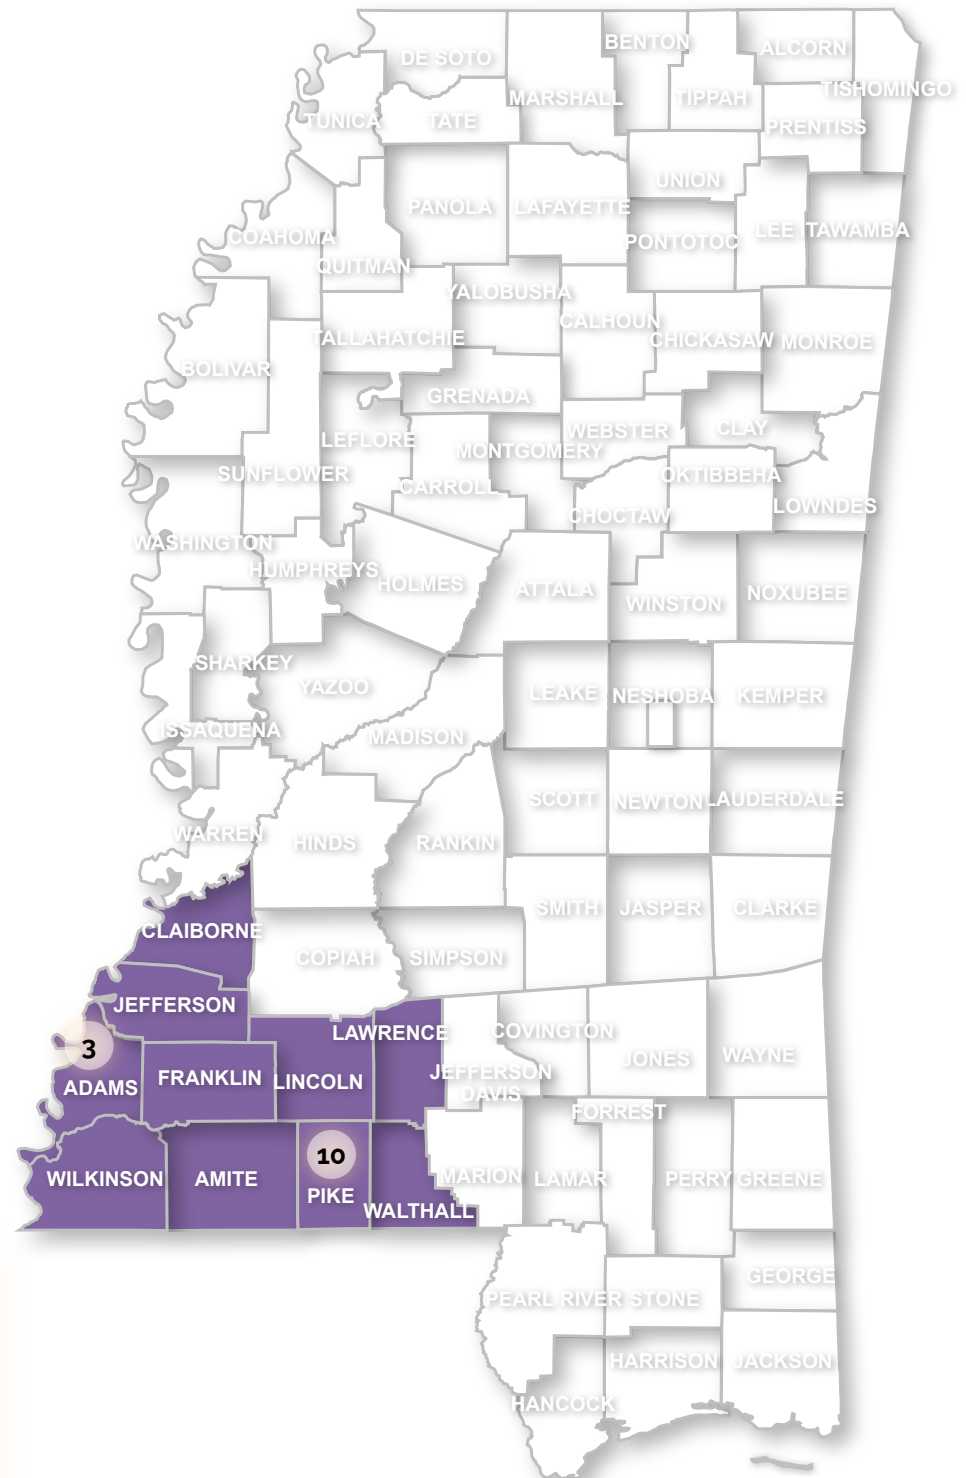 BENTON
ALCORN
DE SOTO
TISHOMINGO
MARSHALL
TIPPAH
TUNICA
TATE
PRENTISS
UNION
PANOLA
LAFAYETTE
LEE
ITAWAMBA
COAHOMA
PONTOTOC
QUITMAN
YALOBUSHA
CALHOUN
TALLAHATCHIE
CHICKASAW
MONROE
BOLIVAR
GRENADA
CLAY
WEBSTER
LEFLORE
MONTGOMERY
SUNFLOWER
OKTIBBEHA
CARROLL
LOWNDES
CHOCTAW
WASHINGTON
HUMPHREYS
HOLMES
ATTALA
NOXUBEE
WINSTON
SHARKEY
YAZOO
LEAKE
NESHOBA
KEMPER
ISSAQUENA
MADISON
SCOTT
NEWTON
LAUDERDALE
WARREN
HINDS
RANKIN
SMITH
JASPER
CLARKE
CLAIBORNE
COPIAH
SIMPSON
JEFFERSON
LAWRENCE
COVINGTON
3
JONES
WAYNE
JEFFERSON
DAVIS
FRANKLIN
LINCOLN
ADAMS
FORREST
10
WILKINSON
AMITE
MARION
LAMAR
PERRY
GREENE
PIKE
WALTHALL
GEORGE
PEARL RIVER
STONE
HARRISON
JACKSON
HANCOCK